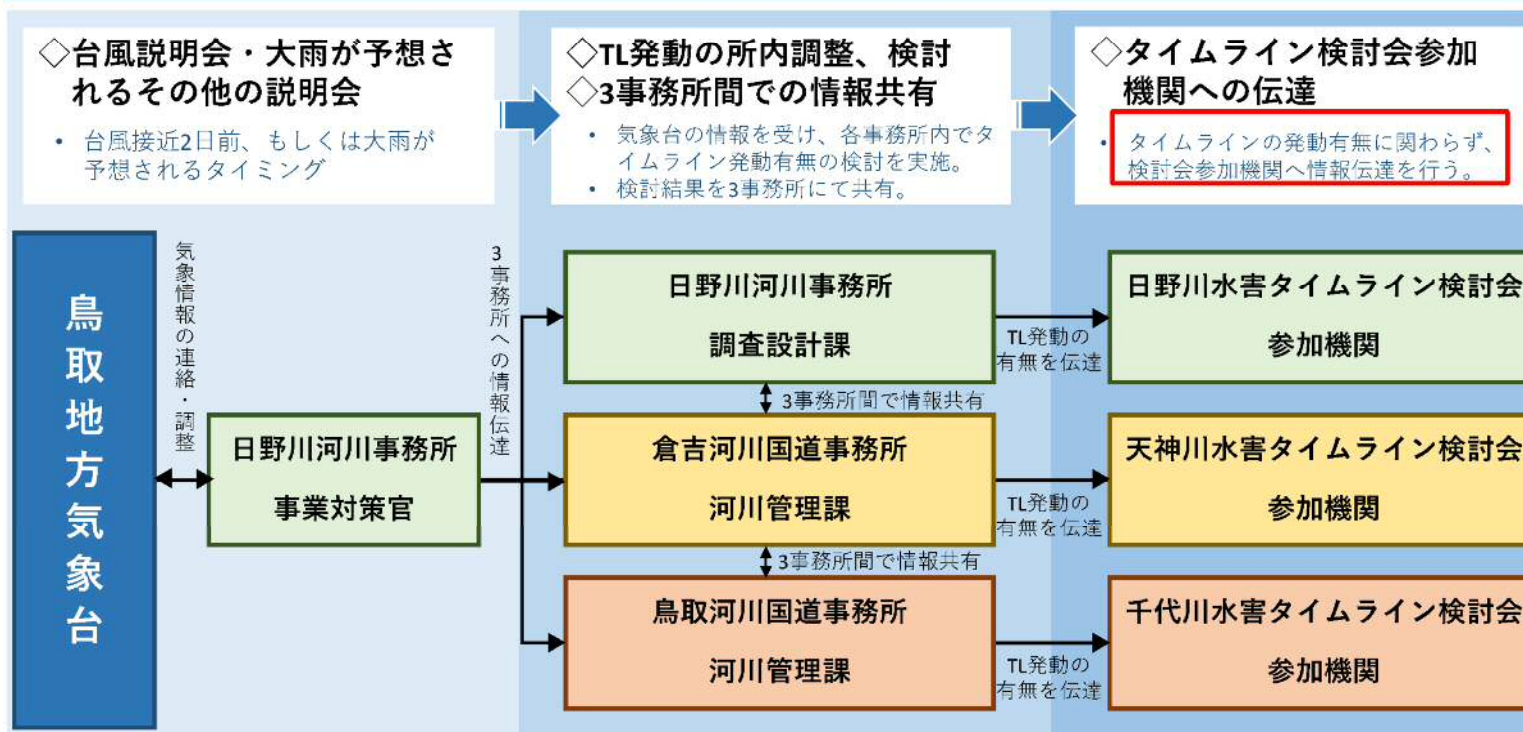 ◇台風説明会・大雨が予想さ
れるその他の説明会
• 台風接近2日前、もしくは大雨が
予想されるタイミング
◇TL発動の所内調整、検討
◇3事務所間での情報共有
• 気象台の情報を受け、各事務所内でタ
イムライン発動有無の検討を実施。
• 検討結果を3事務所にて共有。
◇タイムライン検討会参加
機関への伝達
• タイムラインの発動有無に関わらず、
検討会参加機関へ情報伝達を行う。
鳥取地方気象台
気象情報の連絡・調整
日野川河川事務所
事業対策官
3事務所への情報伝達
日野川河川事務所
調査設計課
TL発動の
有無を伝達
日野川水害タイムライン検討会
参加機関
3事務所間で情報共有
倉吉河川国道事務所
河川管理課
TL発動の
有無を伝達
天神川水害タイムライン検討会
参加機関
3事務所間で情報共有
鳥取河川国道事務所
河川管理課
TL発動の
有無を伝達
千代川水害タイムライン検討会
参加機関